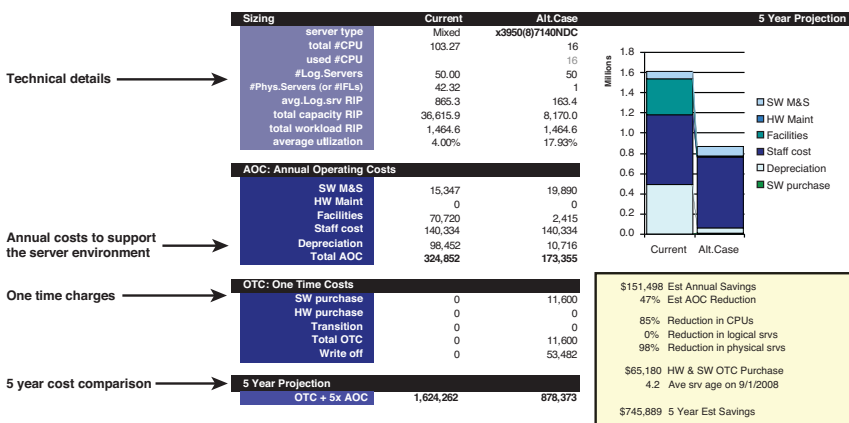 Sizing Current Alt.Case
server type Mixed x3950(8)7140NDC
total #CPU 103.27 16
used #CPU 16
#Log.Servers 50.00 50
#Phys.Servers (or #IFLs) 42.32 1
avg.Log.srv RIP 865.3 163.4
total capacity RIP 36,615.9 8,170.0
total workload RIP 1,464.6 1,464.6
average utlization 4.00% 17.93%
Technical details
AOC: Annual Operating Costs
SW M&S 15,347 19,890
HW Maint 0 0
Facilities 70,720 2,415
Staff cost 140,334 140,334
Depreciation 98,452 10,716
Total AOC 324,852 173,355
Annual costs to support
the server environment
OTC: One Time Costs
SW purchase 0 11,600
HW purchase 0 0
Transition 0 0
Total OTC 0 11,600
Write off 0 53,482
One time charges
5 Year Projection
OTC + 5x AOC 1,624,262 878,373
5 year cost comparison
5 Year Projection
Millions
1.8
1.6
1.4
1.2
1.0
0.8
0.6
0.4
0.2
0.0
Current Alt.Case
SW M&S
HW Maint
Facilities
Staff cost
Depreciation
SW purchase
$151,498 Est Annual Savings
47% Est AOC Reduction
85% Reduction in CPUs
0% Reduction in logical srvs
98% Reduction in physical srvs
$65,180 HW & SW OTC Purchase
4.2 Ave srv age on 9/1/2008
$745,889 5 Year Est Savings